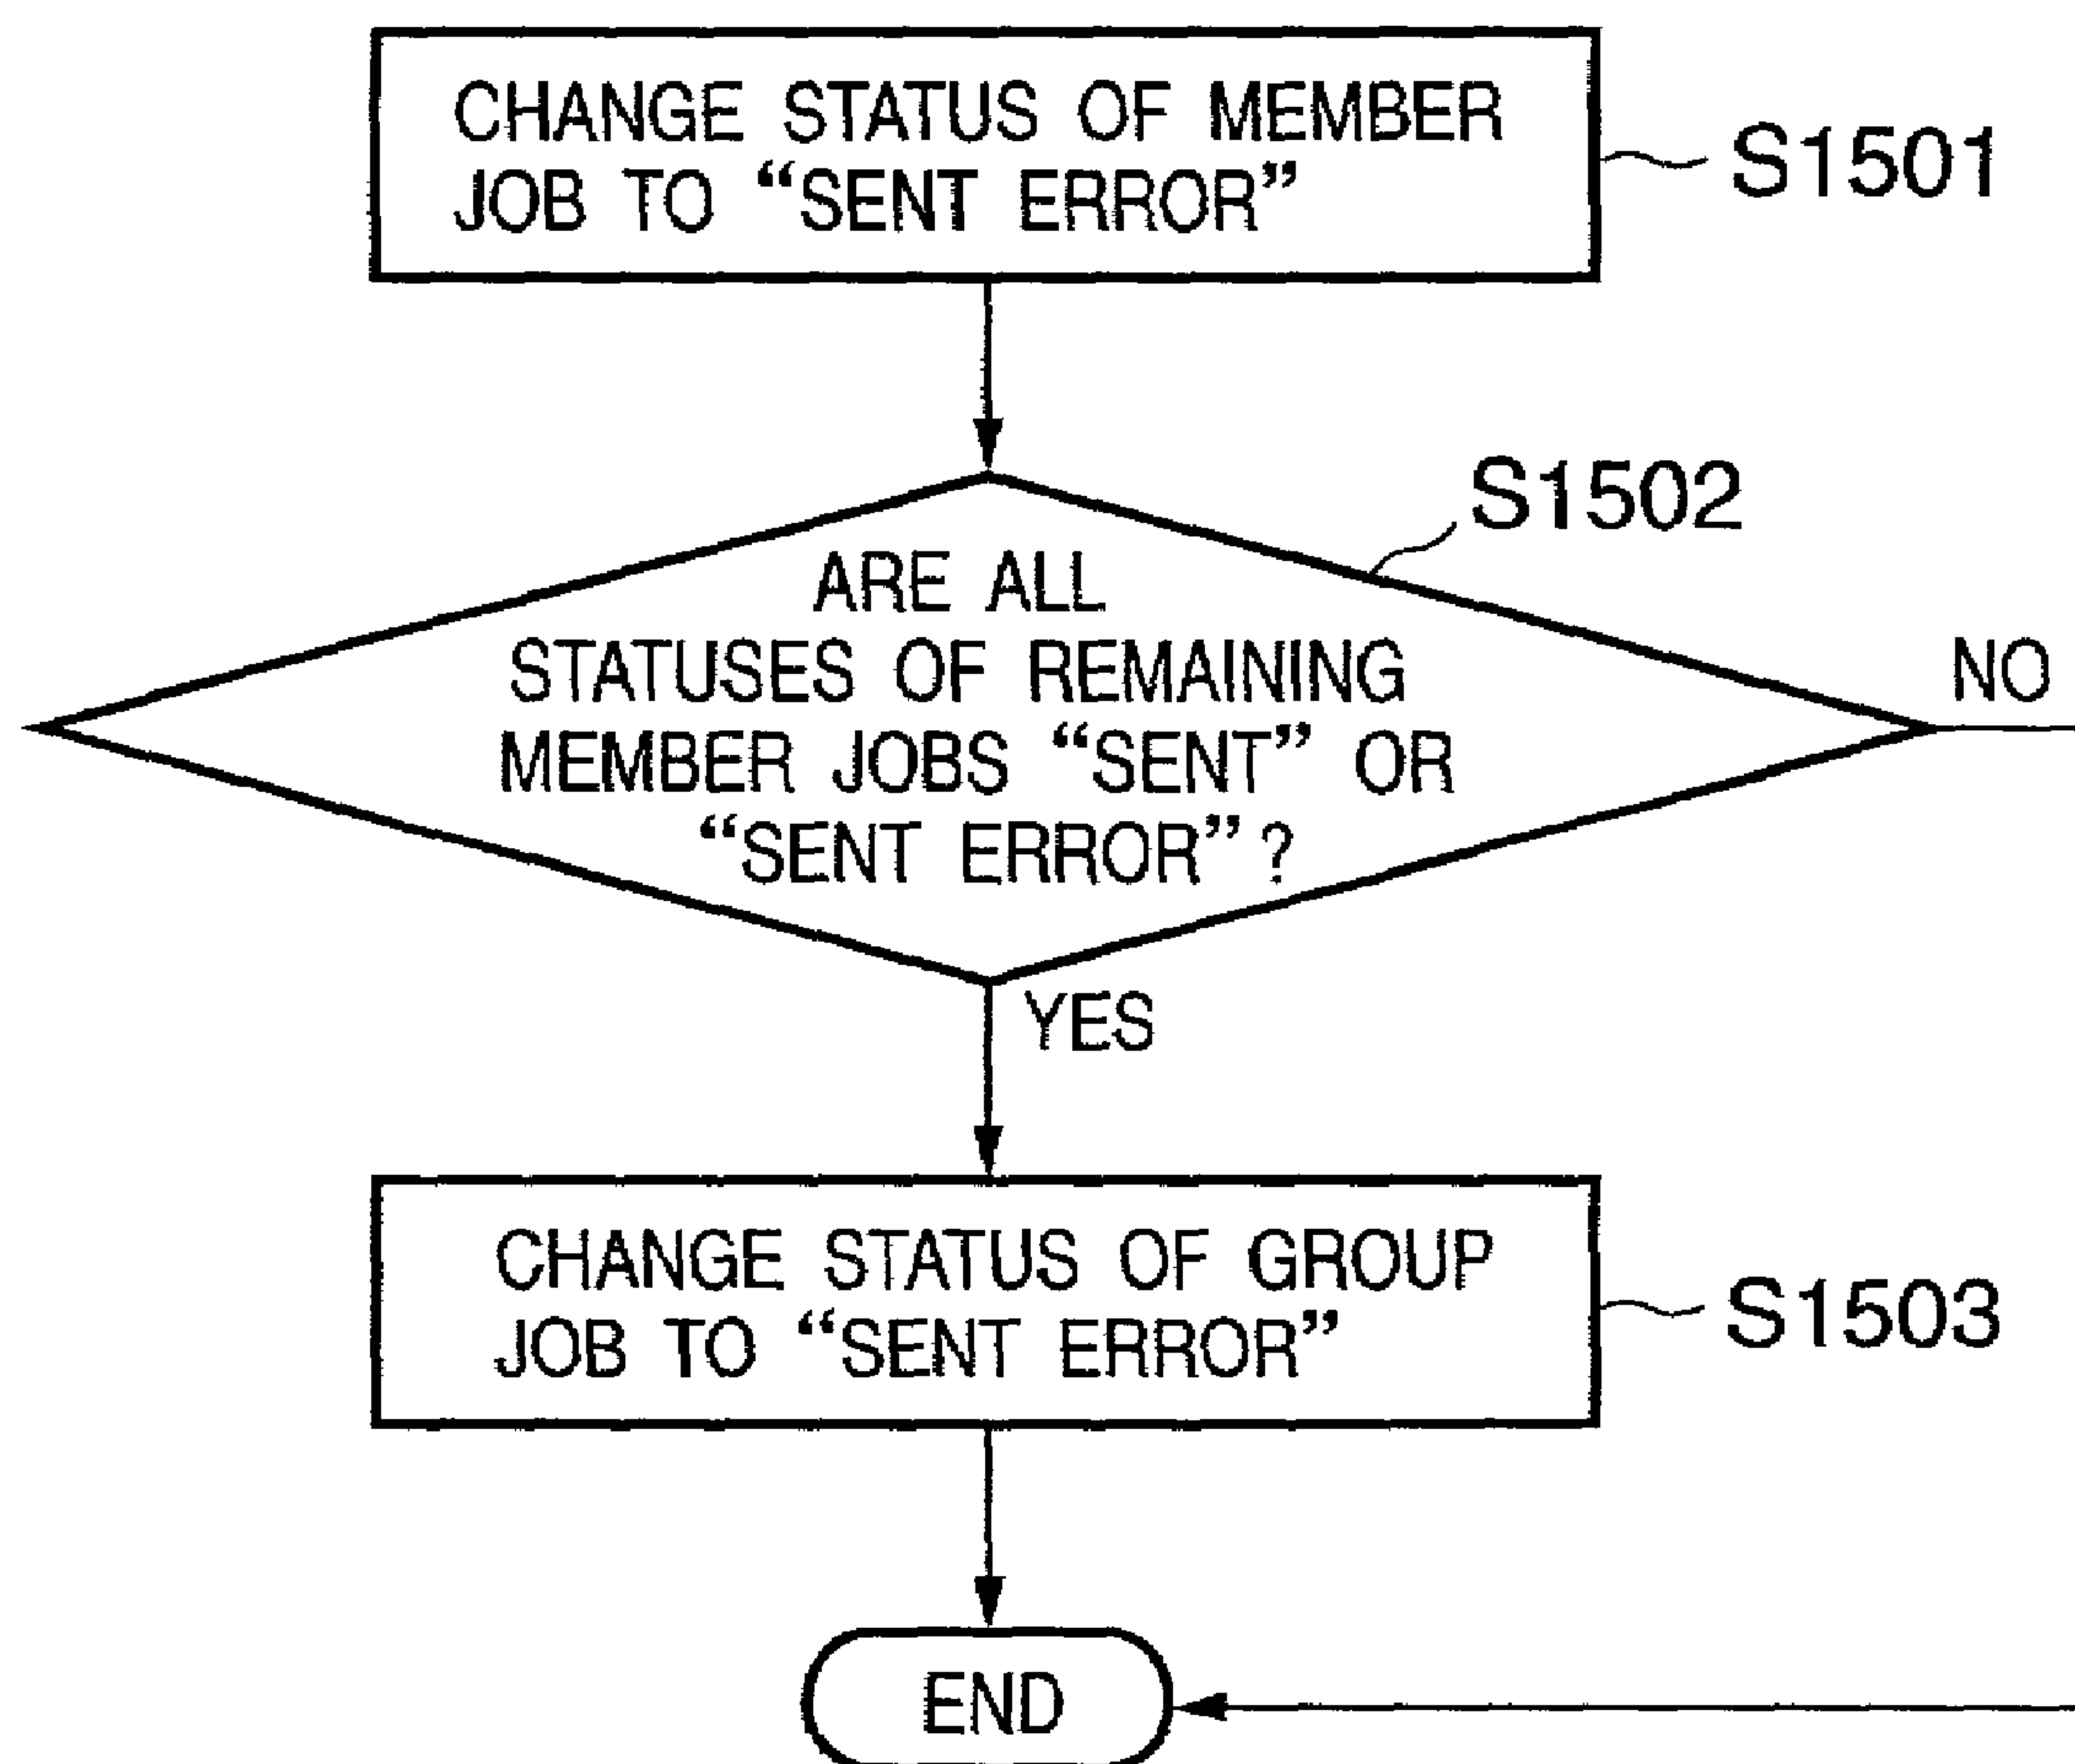 CHANGE STATUS OF MEMBER
JOB TO “SENT ERROR”
S1501
S1502
ARE ALL
STATUSES OF REMAINING
MEMBER JOBS “SENT” OR
“SENT ERROR” ?
NO
YES
CHANGE STATUS OF GROUP
JOB TO “SENT ERROR”
S1503
END